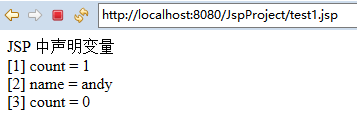 http://localhost:8080/JspProject/test1.jsp
JSP 中声明变量
[1] count = 1
[2] name = andy
[3] count = 0